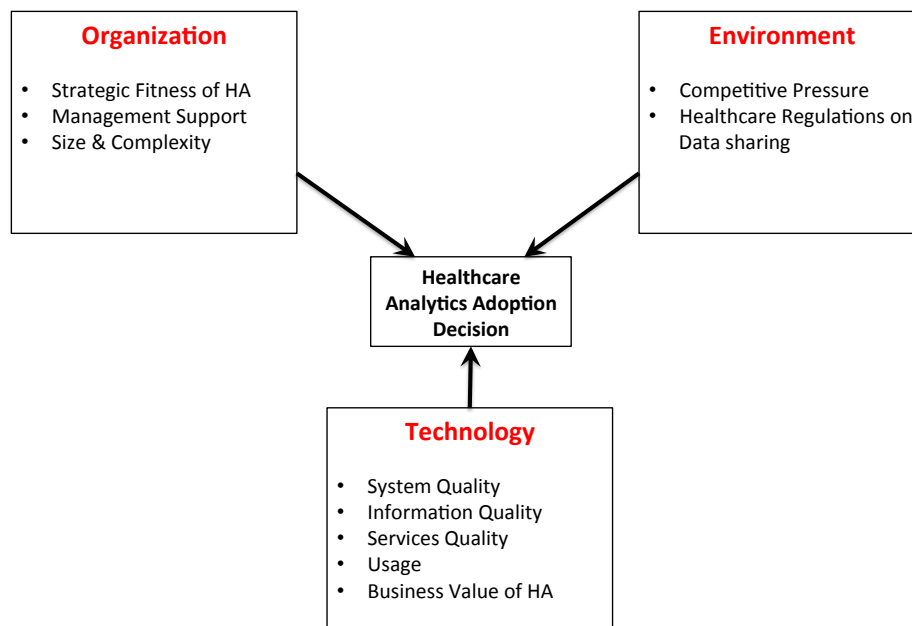 Organization
• Strategic Fitness of HA
• Management Support
• Size & Complexity
Environment
• Competitive Pressure
• Healthcare Regulations on
Data sharing
Healthcare
Analytics Adoption
Decision
Technology
• System Quality
• Information Quality
• Services Quality
• Usage
• Business Value of HA